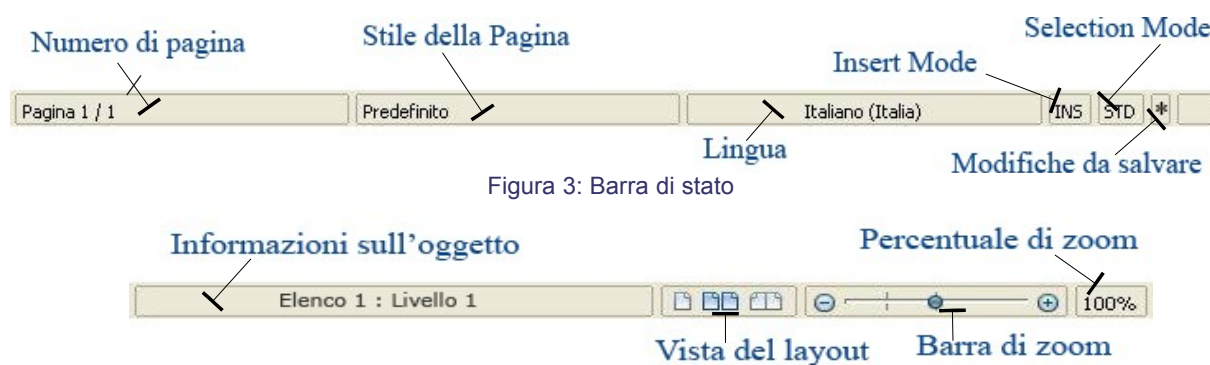 Numero di pagina
Stile della Pagina
Selection Mode
Insert Mode
Pagina 1 / 1
Predefinito
Italiano (Italia)
INS
STD
*
Lingua
Modifiche da salvare
Figura 3: Barra di stato
Informazioni sull'oggetto
Percentuale di zoom
Elenco 1 : Livello 1
100%
Vista del layout
Barra di zoom